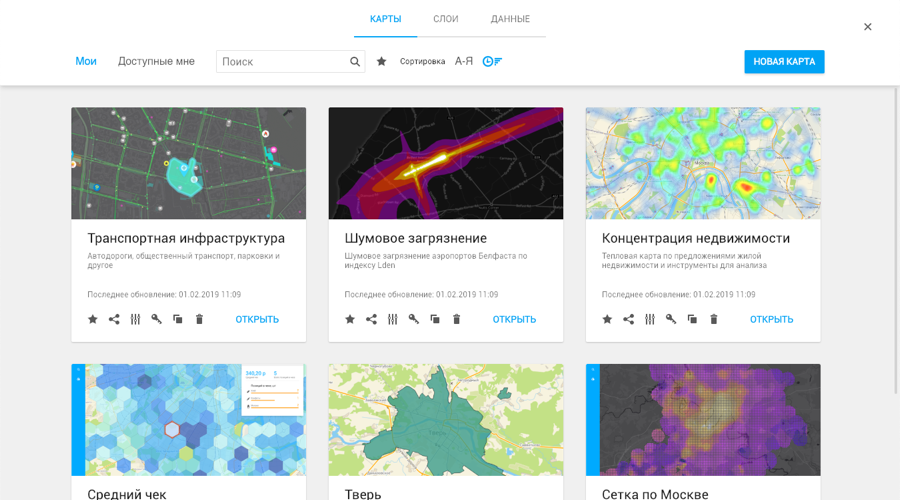 КАРТЫ СЛОИ ДАННЫЕ
Мои Доступные мне Поиск Сортировка А-Я НОВАЯ КАРТА
Транспортная инфраструктура
Автодороги, общественный транспорт, парковки и
другое
Последнее обновление: 01.02.2019 11:09
ОТКРЫТЬ
Шумовое загрязнение
Шумовое загрязнение аэропортов Белфаста по
индексу Lden
Последнее обновление: 01.02.2019 11:09
ОТКРЫТЬ
Москва
Концентрация недвижимости
Тепловая карта по предложениями жилой
недвижимости и инструменты для анализа
Последнее обновление: 01.02.2019 11:09
ОТКРЫТЬ
Средний чек
Тверь
Тверь
Сетка по Москве